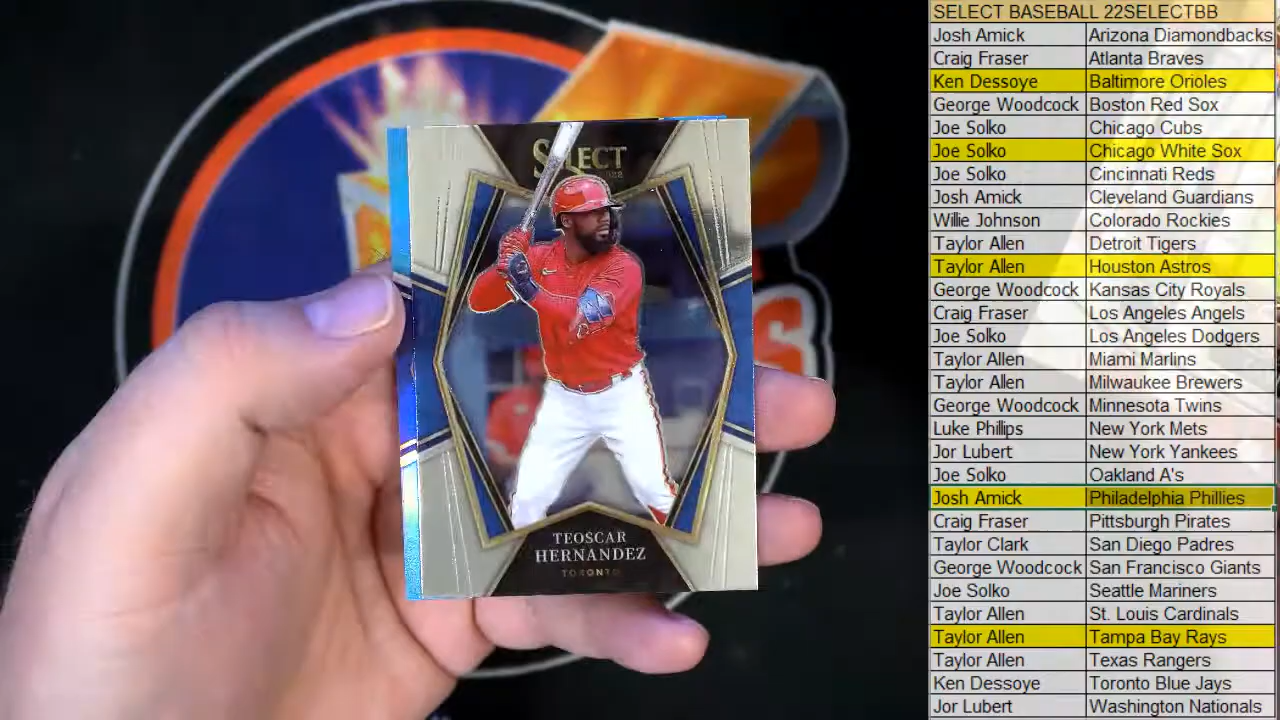 SELECT
TEOSCAR
HERNANDEZ
TORONTO
SELECT BASEBALL 22SELECTBB
Josh Amick Arizona Diamondbacks
Craig Fraser Atlanta Braves
Ken Dessoye Baltimore Orioles
George Woodcock Boston Red Sox
Joe Solko Chicago Cubs
Joe Solko Chicago White Sox
Joe Solko Cincinnati Reds
Josh Amick Cleveland Guardians
Willie Johnson Colorado Rockies
Taylor Allen Detroit Tigers
Taylor Allen Houston Astros
George Woodcock Kansas City Royals
Craig Fraser Los Angeles Angels
Joe Solko Los Angeles Dodgers
Taylor Allen Miami Marlins
Taylor Allen Milwaukee Brewers
George Woodcock Minnesota Twins
Luke Phillips New York Mets
Jor Lubert New York Yankees
Joe Solko Oakland A's
Josh Amick Philadelphia Phillies
Craig Fraser Pittsburgh Pirates
Taylor Clark San Diego Padres
George Woodcock San Francisco Giants
Joe Solko Seattle Mariners
Taylor Allen St. Louis Cardinals
Taylor Allen Tampa Bay Rays
Taylor Allen Texas Rangers
Ken Dessoye Toronto Blue Jays
Jor Lubert Washington Nationals